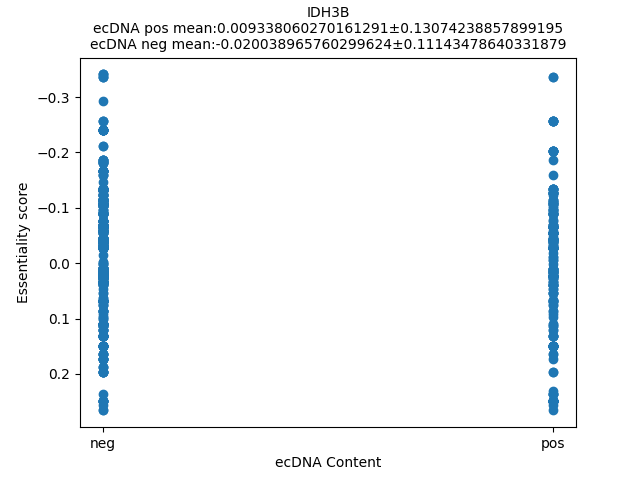 IDH3B
ecDNA pos mean:0.009338060270161291±0.13074238857899195
ecDNA neg mean:-0.020038965760299624±0.11143478640331879
−0.3
−0.2
−0.1
0.0
0.1
0.2
Essentiality score
neg
pos
ecDNA Content